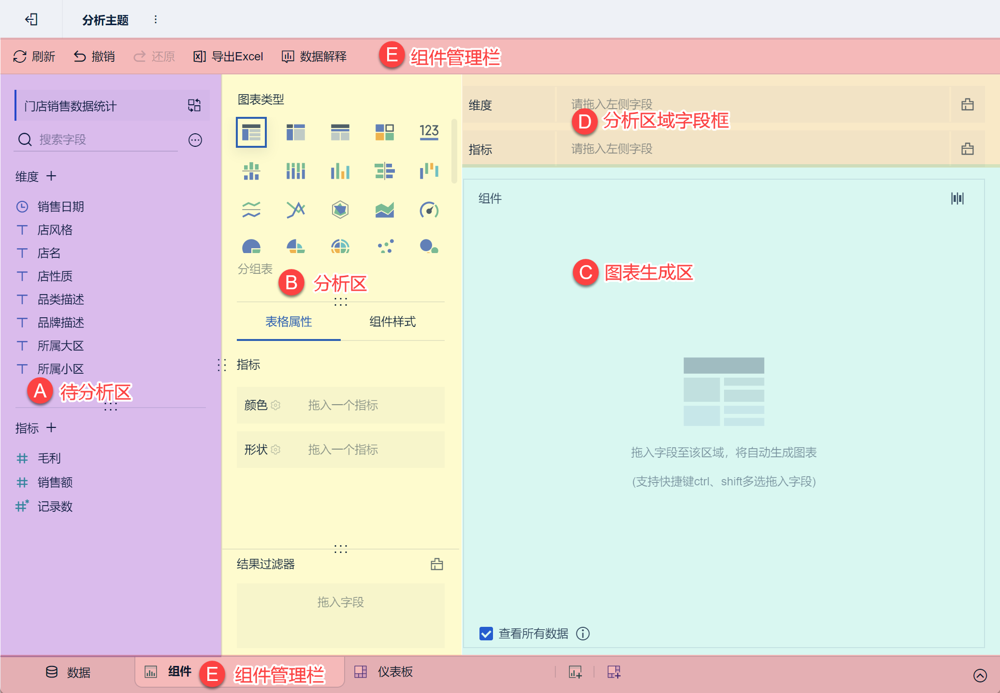 分析主题
刷新 撤销 还原 导出Excel 数据解释 E 组件管理栏
门店销售数据统计
搜索字段
维度
销售日期
店风格
店名
店性质
品类描述
品牌描述
所属大区
所属小区
A 待分析区
指标
毛利
销售额
记录数
图表类型
123
分组表
B 分析区
表格属性 组件样式
指标
颜色 拖入一个指标
形状 拖入一个指标
结果过滤器
拖入字段
维度 请拖入左侧字段
D 分析区域字段框
指标 请拖入左侧字段
组件
C 图表生成区
拖入字段至该区域，将自动生成图表
(支持快捷键ctrl、shift多选拖入字段)
查看所有数据
数据 组件 E 组件管理栏 仪表板